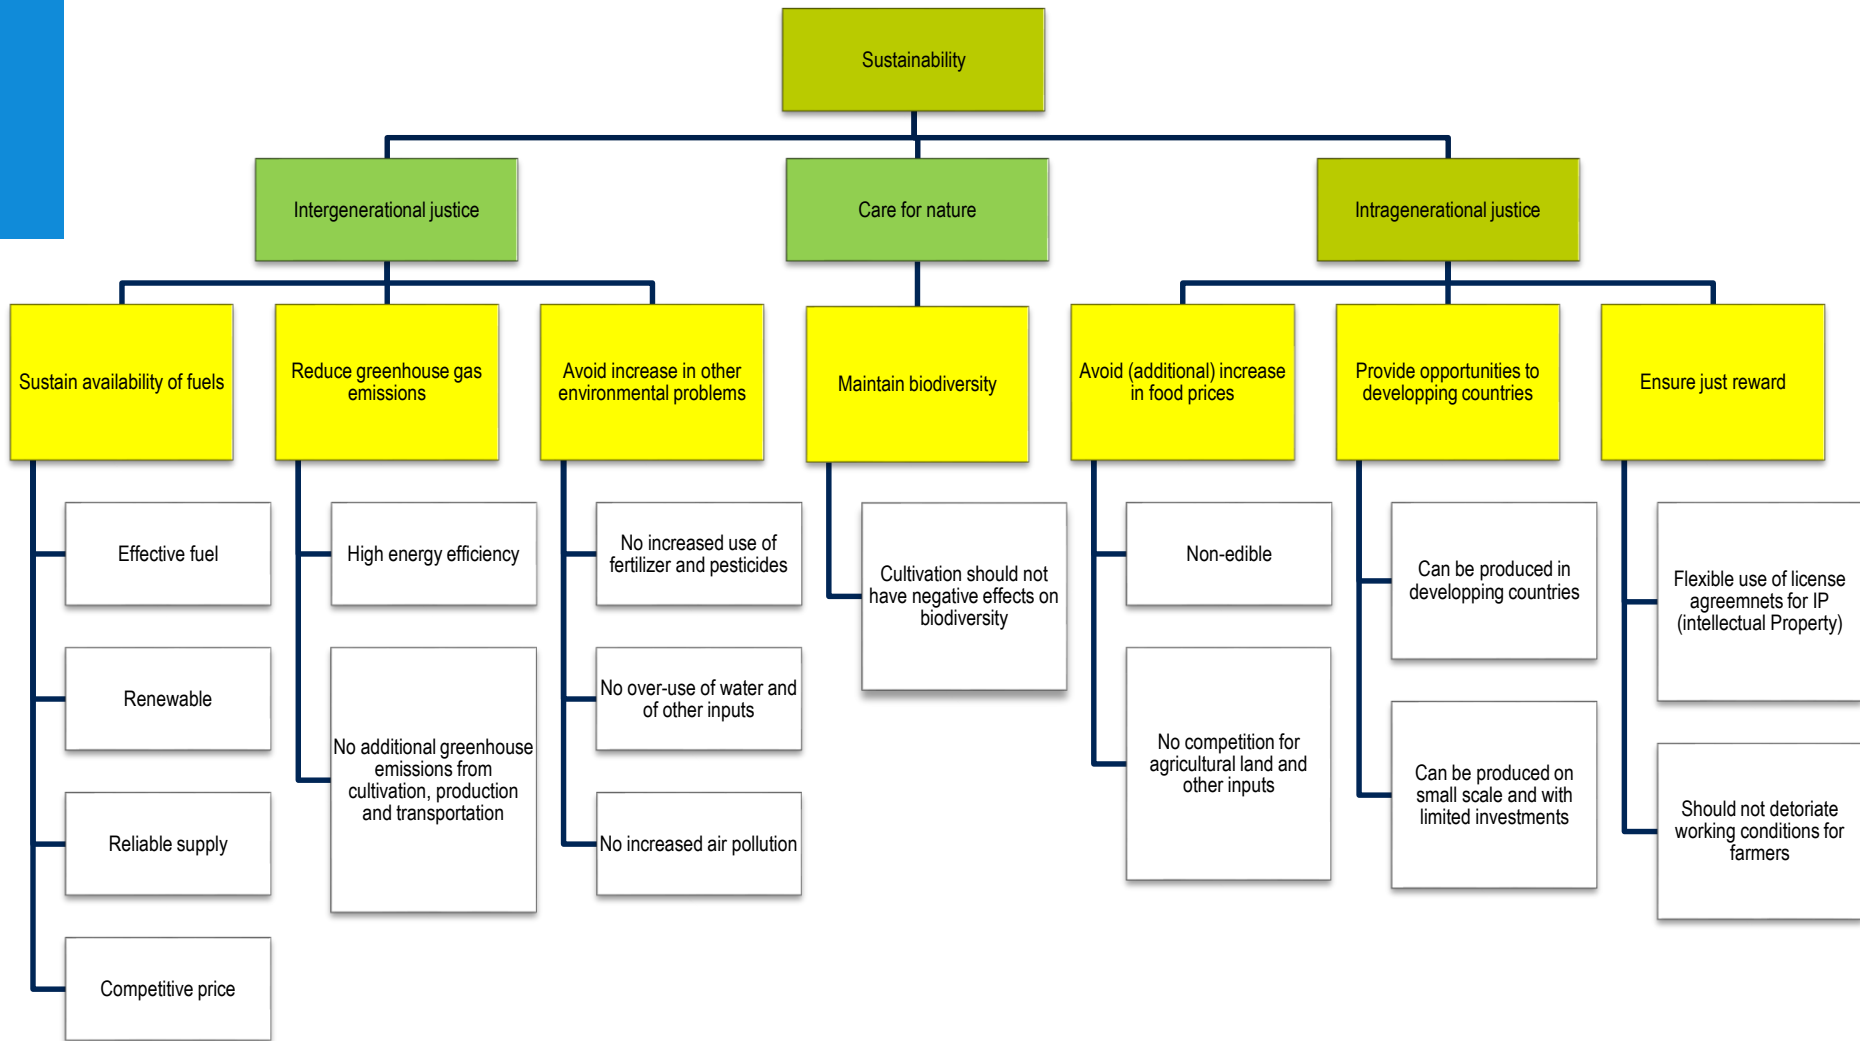 Sustainability
Intergenerational justice
Care for nature
Intragenerational justice
Sustain availability of fuels
Reduce greenhouse gas
emissions
Avoid increase in other
environmental problems
Maintain biodiversity
Avoid (additional) increase
in food prices
Provide opportunities to
developping countries
Ensure just reward
Effective fuel
Renewable
Reliable supply
Competitive price
High energy efficiency
No additional greenhouse
emissions from
cultivation, production
and transportation
No increased use of
fertilizer and pesticides
No over-use of water and
of other inputs
No increased air pollution
Cultivation should not
have negative effects on
biodiversity
Non-edible
No competition for
agricultural land and
other inputs
Can be produced in
developping countries
Can be produced on
small scale and with
limited investments
Flexible use of license
agreemnets for IP
(intellectual Property)
Should not detoriate
working conditions for
farmers